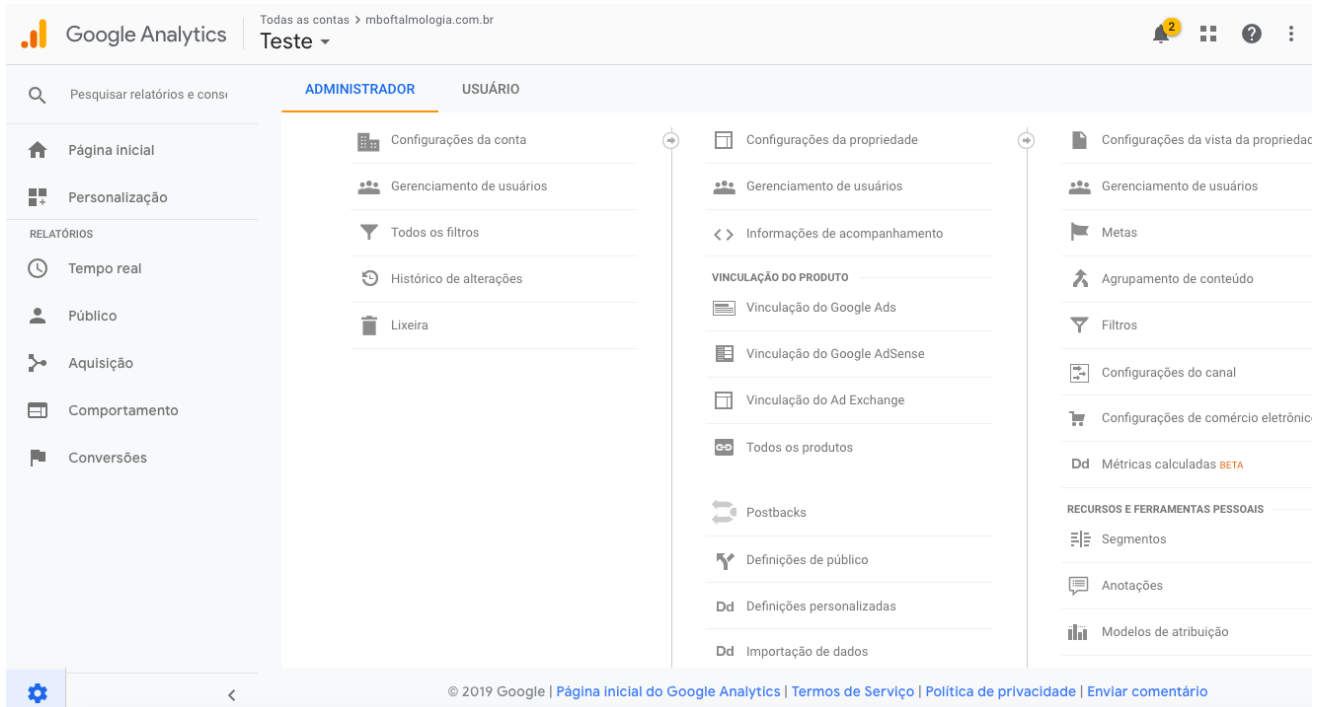 Google Analytics
Todas as contas > mboftalmologia.com.br
Teste
2
Pesquisar relatórios e conse
Página inicial
Personalização
RELATÓRIOS
Tempo real
Público
Aquisição
Comportamento
Conversões
ADMINISTRADOR USUÁRIO
Configurações da conta
Gerenciamento de usuários
Todos os filtros
Histórico de alterações
Lixeira
Configurações da propriedade
Gerenciamento de usuários
Informações de acompanhamento
VINCULAÇÃO DO PRODUTO
Vinculação do Google Ads
Vinculação do Google AdSense
Vinculação do Ad Exchange
Todos os produtos
Postbacks
Definições de público
Dd Definições personalizadas
Dd Importação de dados
Configurações da vista da propriedad
Gerenciamento de usuários
Metas
Agrupamento de conteúdo
Filtros
Configurações do canal
Configurações de comércio eletrônic
Dd Métricas calculadas BETA
RECURSOS E FERRAMENTAS PESSOAIS
Segmentos
Anotações
Modelos de atribuição
© 2019 Google | Página inicial do Google Analytics | Termos de Serviço | Política de privacidade | Enviar comentário